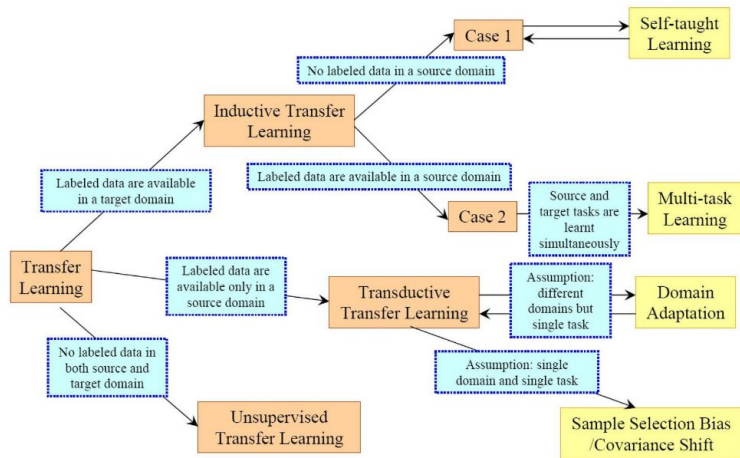 Case 1
Self-taught
Learning
No labeled data in a source domain
Inductive Transfer
Learning
Labeled data are available
in a target domain
Labeled data are available in a source domain
Case 2
Source and
target tasks are
learnt
simultaneously
Multi-task
Learning
Transfer
Learning
Labeled data are
available only in a
source domain
Transductive
Transfer Learning
Assumption:
different
domains but
single task
Domain
Adaptation
No labeled data in
both source and
target domain
Assumption: single
domain and single task
Unsupervised
Transfer Learning
Sample Selection Bias
/Covariance Shift